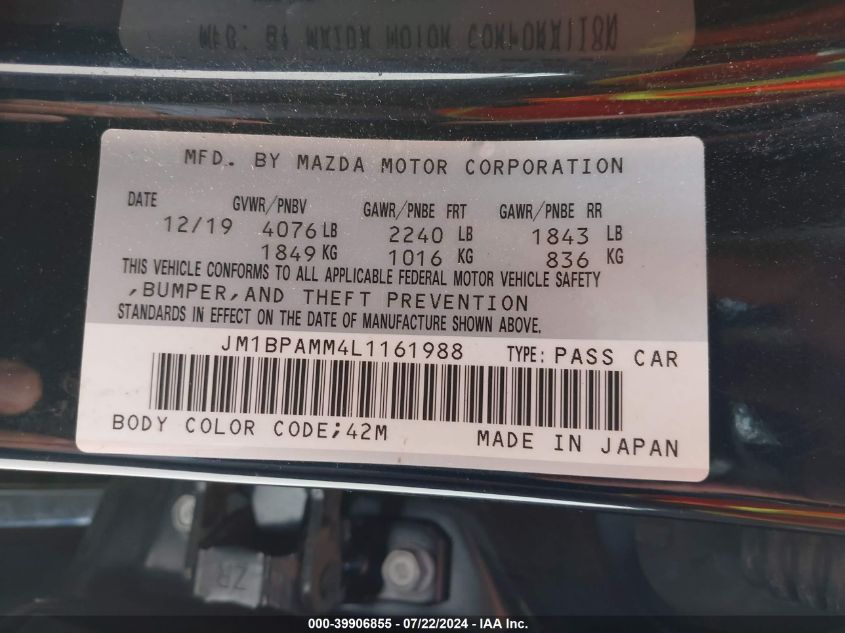 MFD. BY MAZDA MOTOR CORPORATION
DATE GVWR/PNBV GAWR/PNBE FRT GAWR/PNBE RR
12/19 4076 LB 2240 LB 1843 LB
1849 KG 1016 KG 836 KG
THIS VEHICLE CONFORMS TO ALL APPLICABLE FEDERAL MOTOR VEHICLE SAFETY
,BUMPER,AND THEFT PREVENTION
STANDARDS IN EFFECT ON THE DATE OF MANUFACTURE SHOWN ABOVE.
JM1BPAMM4L1161988 TYPE: PASS CAR
BODY COLOR CODE;42M MADE IN JAPAN
ZR
000-39906855 - 07/22/2024 - IAA Inc.